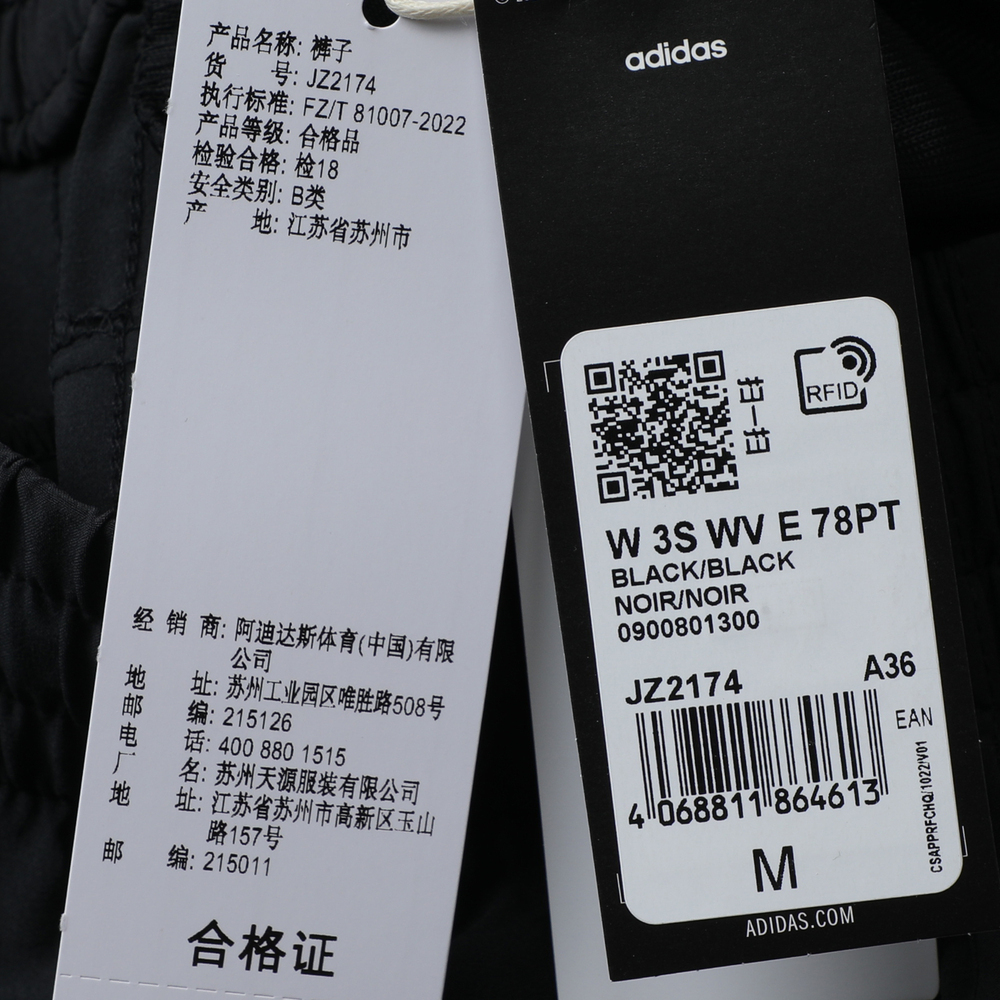 产品名称: 裤子
货 号: JZ2174
执行标准: FZ/T 81007-2022
产品等级: 合格品
检验合格: 检18
安全类别: B类
产 地: 江苏省苏州市
经 销 商: 阿迪达斯体育(中国)有限
公司
地 址: 苏州工业园区唯胜路508号
邮 编: 215126
电 话: 400 880 1515
厂 名: 苏州天源服装有限公司
地 址: 江苏省苏州市高新区玉山
路157号
邮 编: 215011
合格证
adidas
扫一扫
RFID
W 3S WV E 78PT
BLACK/BLACK
NOIR/NOIR
0900801300
JZ2174 A36
EAN
4 068811 864613
CSAPPRFCHQ/1022/V01
M
ADIDAS.COM